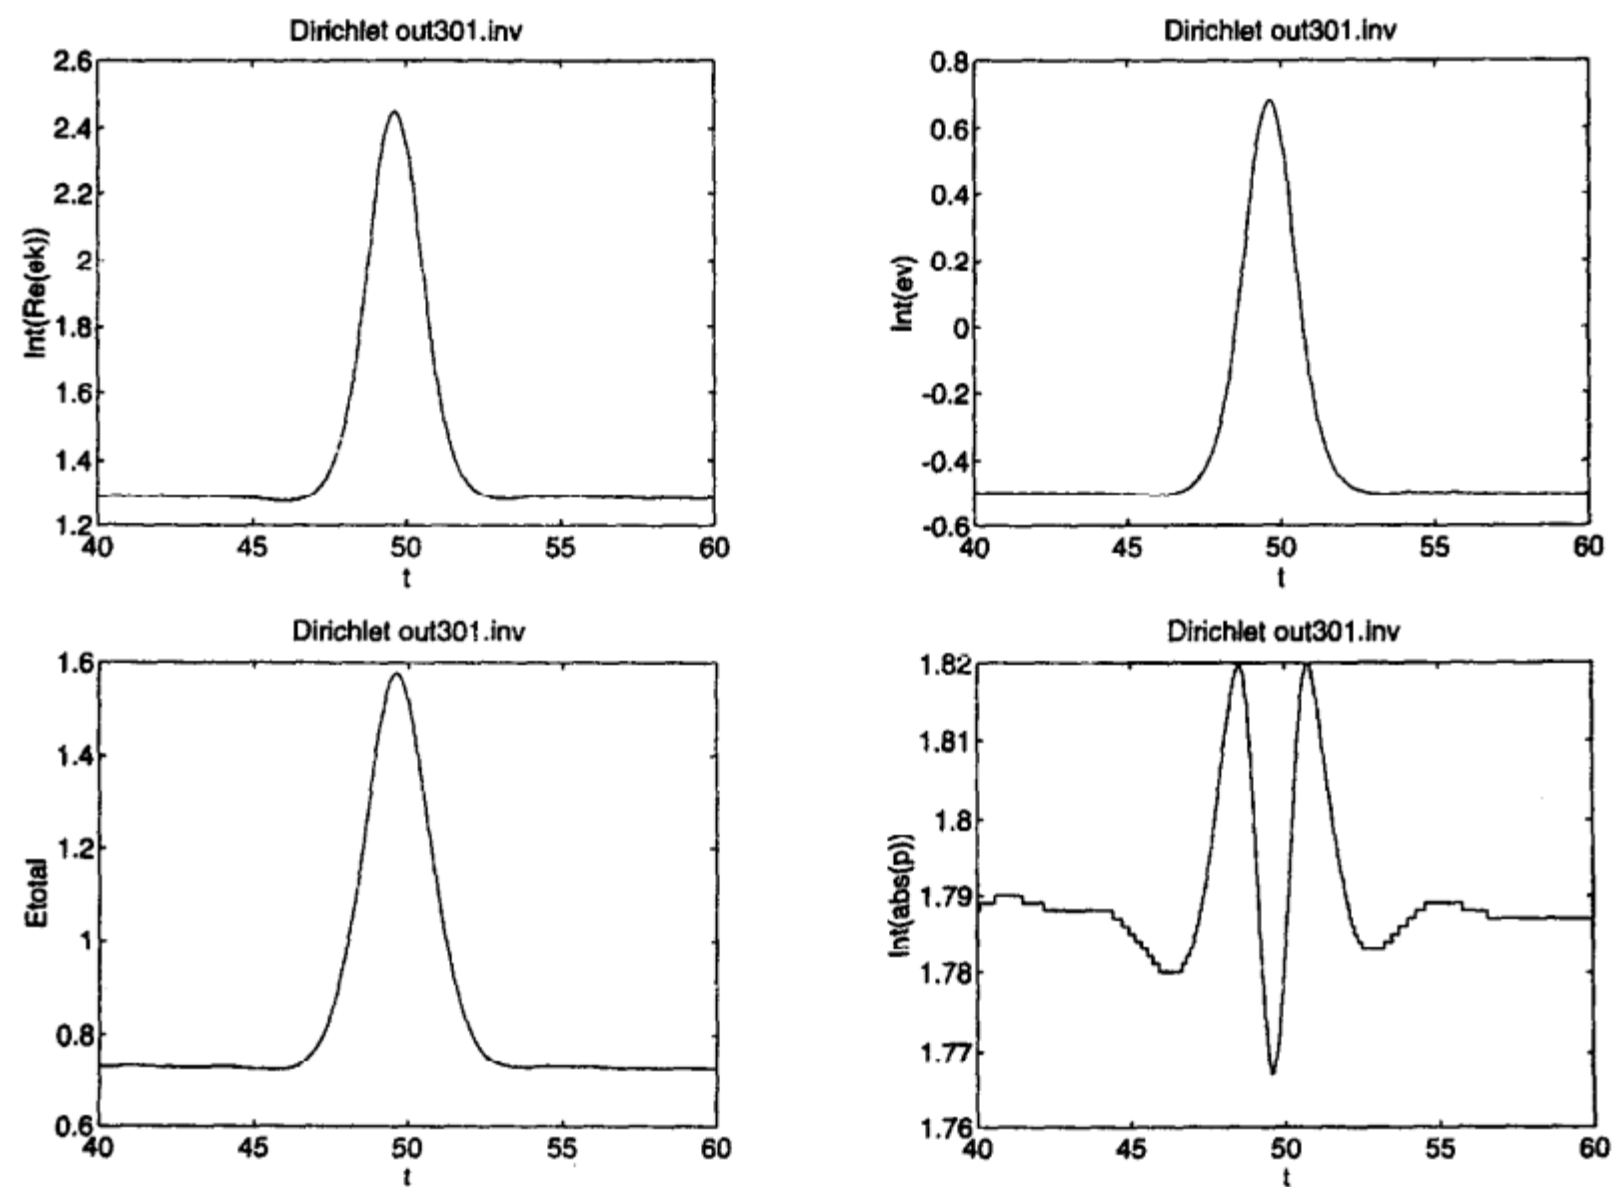 Dirichlet out301.inv
2.6
2.4
2.2
2
1.8
1.6
1.4
1.2
Int(Re(ek))
40 45 50 55 60
t
Dirichlet out301.inv
0.8
0.6
0.4
0.2
0
-0.2
-0.4
-0.6
Int(ev)
40 45 50 55 60
t
Dirichlet out301.inv
1.6
1.4
1.2
1
0.8
0.6
Etotal
40 45 50 55 60
t
Dirichlet out301.inv
1.82
1.81
1.8
1.79
1.78
1.77
1.76
Int(abs(p))
40 45 50 55 60
t